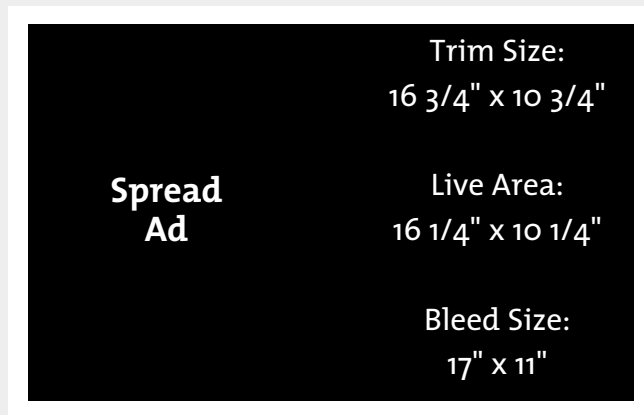 Spread
Ad
Trim Size:
16 3/4" x 10 3/4"
Live Area:
16 1/4" x 10 1/4"
Bleed Size:
17" x 11"